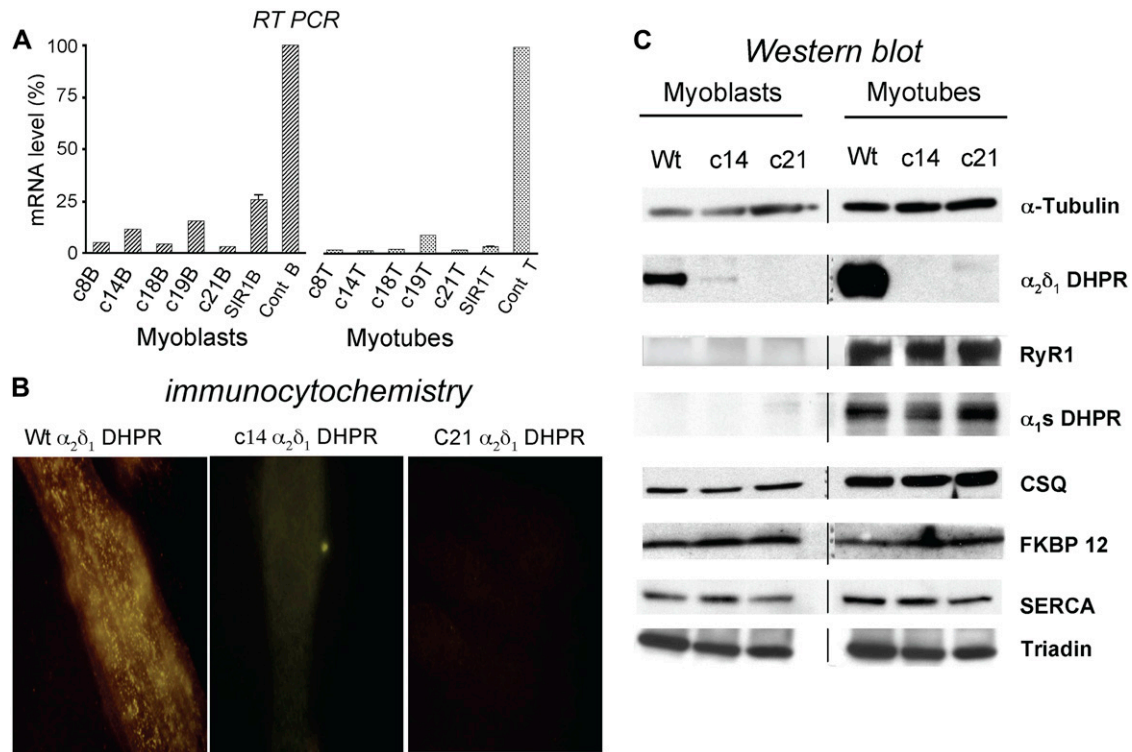 A
RT PCR
mRNA level (%)
100
75
50
25
0
c8B
c14B
c18B
c19B
c21B
SIR1B
Cont B
c8T
c14T
c18T
c19T
c21T
SIR1T
Cont T
Myoblasts
Myotubes
B
immunocytochemistry
Wt α₂δ₁ DHPR
c14 α₂δ₁ DHPR
C21 α₂δ₁ DHPR
C
Western blot
Myoblasts
Myotubes
Wt c14 c21
Wt c14 c21
α-Tubulin
α₂δ₁ DHPR
RyR1
α₁s DHPR
CSQ
FKBP 12
SERCA
Triadin